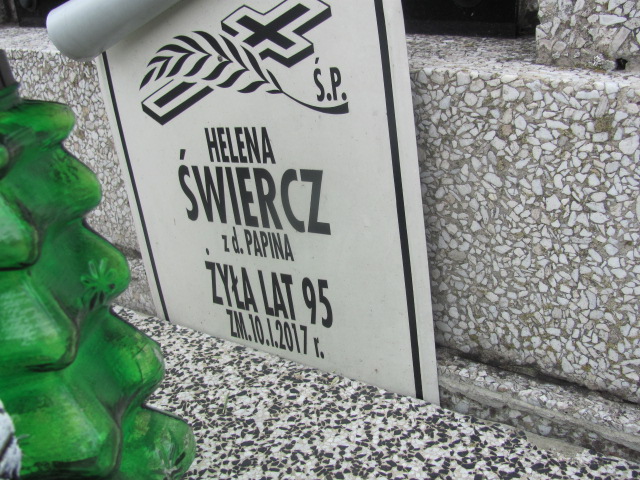 Ś.P.
HELENA
ŚWIERCZ
z d. PAPINA
ŻYŁA LAT 95
ZM.10.I.2017 r.